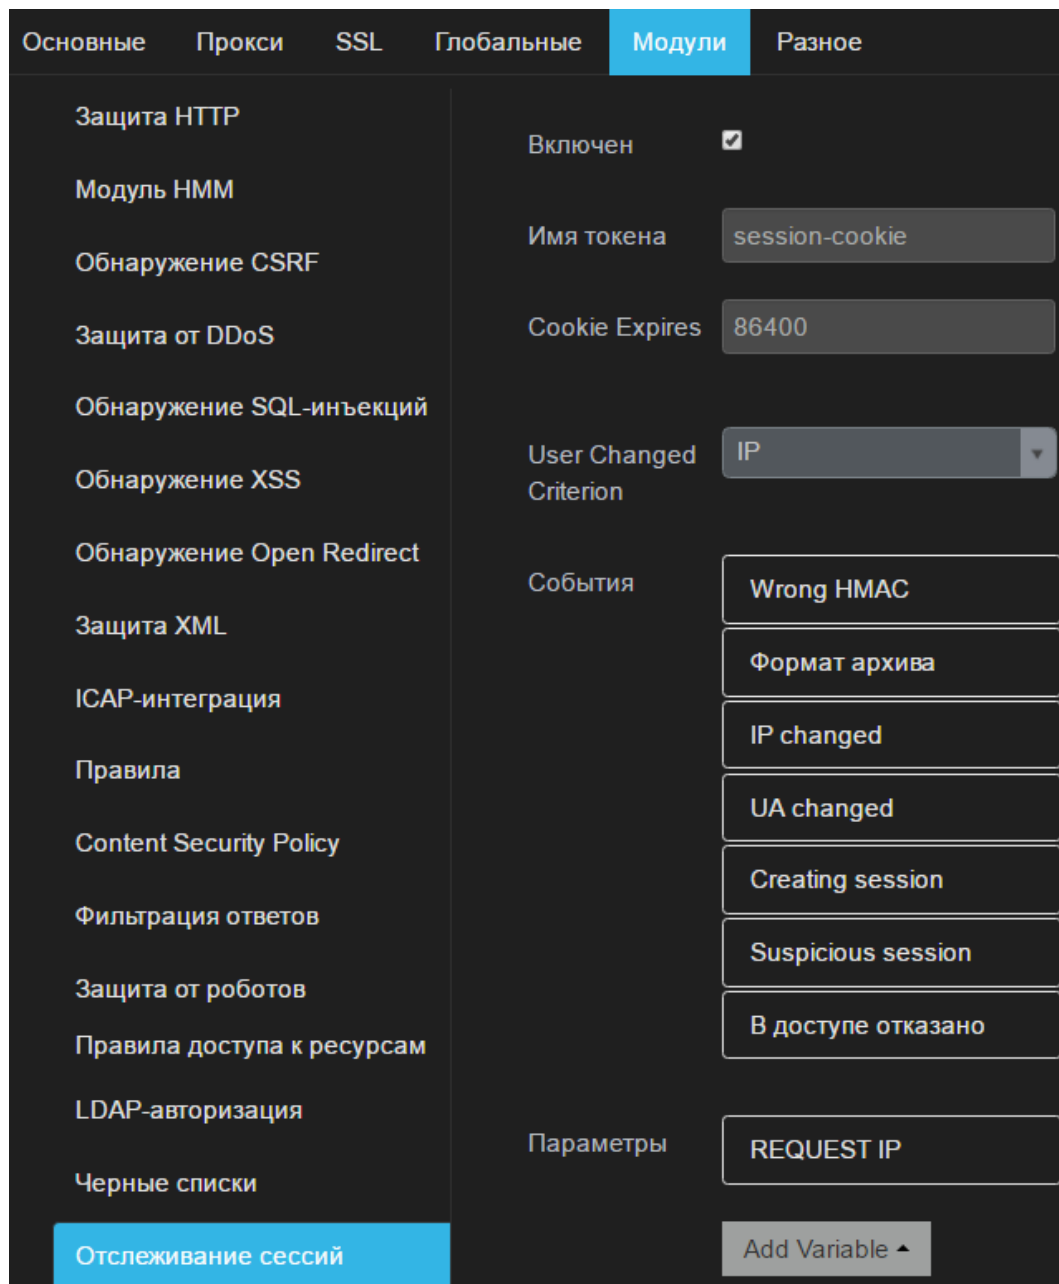 Основные Прокси SSL Глобальные Модули Разное
Защита HTTP
Модуль HMM
Обнаружение CSRF
Защита от DDoS
Обнаружение SQL-инъекций
Обнаружение XSS
Обнаружение Open Redirect
Защита XML
ICAP-интеграция
Правила
Content Security Policy
Фильтрация ответов
Защита от роботов
Правила доступа к ресурсам
LDAP-авторизация
Черные списки
Отслеживание сессий
Включен
Имя токена session-cookie
Cookie Expires 86400
User Changed IP
Criterion
События Wrong HMAC
Формат архива
IP changed
UA changed
Creating session
Suspicious session
В доступе отказано
Параметры REQUEST IP
Add Variable